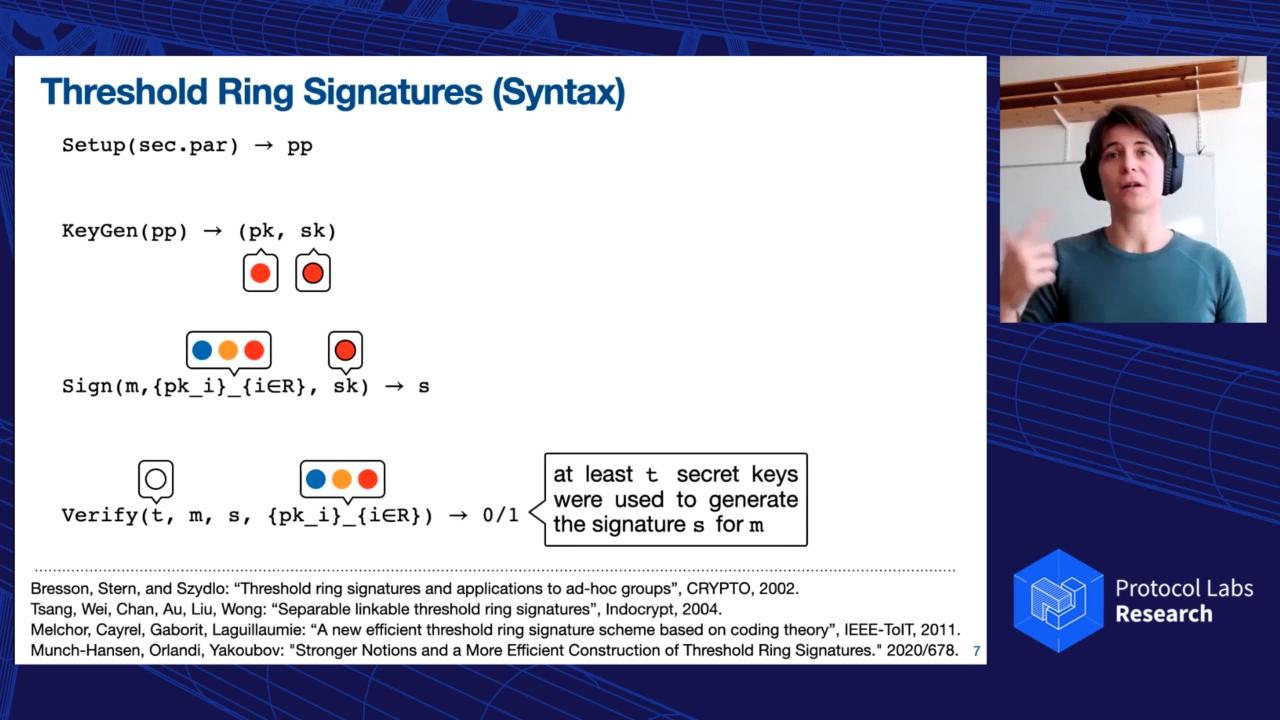 Threshold Ring Signatures (Syntax)
Setup(sec.par) → pp
KeyGen(pp) → (pk, sk)
Sign(m,{pk_i}_{i∈R}, sk) → s
Verify(t, m, s, {pk_i}_{i∈R}) → 0/1
at least t secret keys
were used to generate
the signature s for m
Bresson, Stern, and Szydlo: “Threshold ring signatures and applications to ad-hoc groups”, CRYPTO, 2002.
Tsang, Wei, Chan, Au, Liu, Wong: “Separable linkable threshold ring signatures”, Indocrypt, 2004.
Melchor, Cayrel, Gaborit, Laguillaumie: “A new efficient threshold ring signature scheme based on coding theory”, IEEE-ToIT, 2011.
Munch-Hansen, Orlandi, Yakoubov: "Stronger Notions and a More Efficient Construction of Threshold Ring Signatures." 2020/678.
7
Protocol Labs
Research